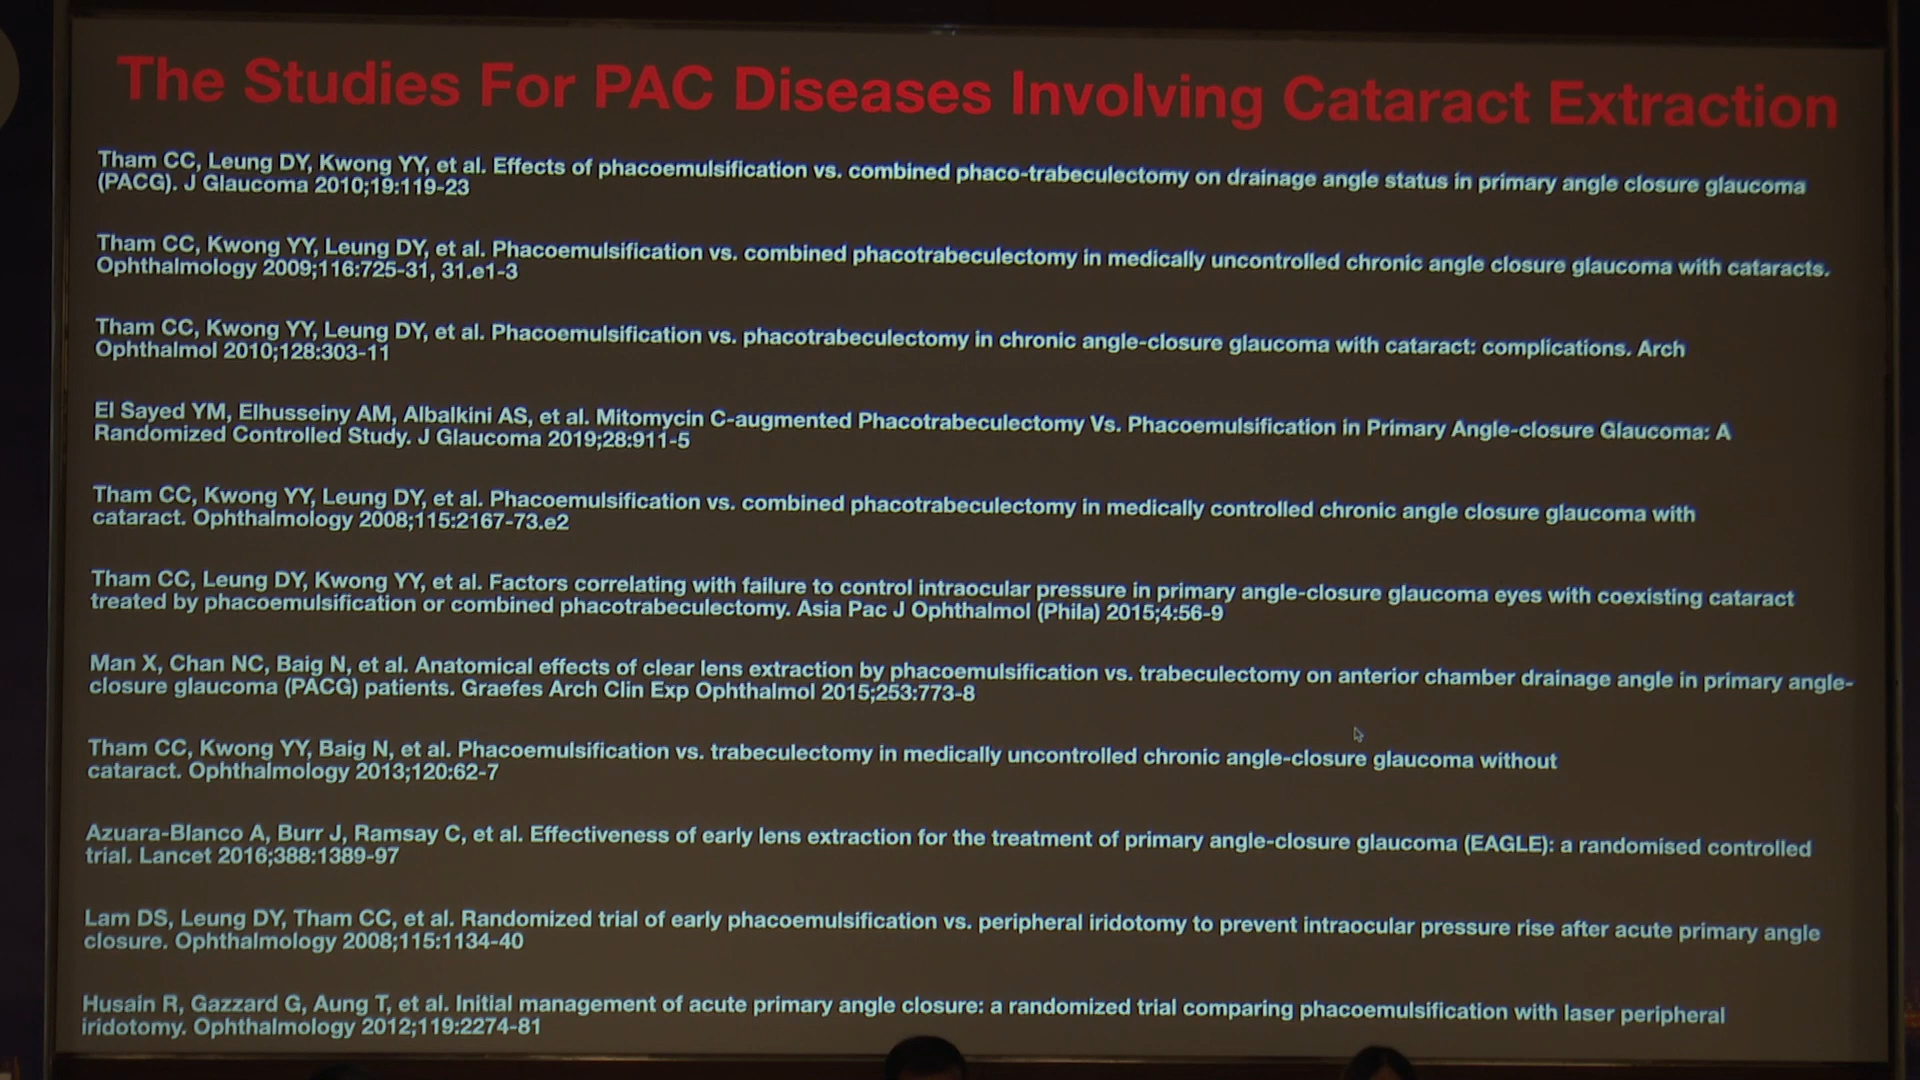 The Studies For PAC Diseases Involving Cataract Extraction
Tham CC, Leung DY, Kwong YY, et al. Effects of phacoemulsification vs. combined phaco-trabeculectomy on drainage angle status in primary angle closure glaucoma
(PACG). J Glaucoma 2010;19:119-23
Tham CC, Kwong YY, Leung DY, et al. Phacoemulsification vs. combined phacotrabeculectomy in medically uncontrolled chronic angle closure glaucoma with cataracts.
Ophthalmology 2009;116:725-31, 31.e1-3
Tham CC, Kwong YY, Leung DY, et al. Phacoemulsification vs. phacotrabeculectomy in chronic angle-closure glaucoma with cataract: complications. Arch
Ophthalmol 2010;128:303-11
El Sayed YM, Elhusseiny AM, Albalkini AS, et al. Mitomycin C-augmented Phacotrabeculectomy Vs. Phacoemulsification in Primary Angle-closure Glaucoma: A
Randomized Controlled Study. J Glaucoma 2019;28:911-5
Tham CC, Kwong YY, Leung DY, et al. Phacoemulsification vs. combined phacotrabeculectomy in medically controlled chronic angle closure glaucoma with
cataract. Ophthalmology 2008;115:2167-73.e2
Tham CC, Leung DY, Kwong YY, et al. Factors correlating with failure to control intraocular pressure in primary angle-closure glaucoma eyes with coexisting cataract
treated by phacoemulsification or combined phacotrabeculectomy. Asia Pac J Ophthalmol (Phila) 2015;4:56-9
Man X, Chan NC, Baig N, et al. Anatomical effects of clear lens extraction by phacoemulsification vs. trabeculectomy on anterior chamber drainage angle in primary angle-
closure glaucoma (PACG) patients. Graefes Arch Clin Exp Ophthalmol 2015;253:773-8
Tham CC, Kwong YY, Baig N, et al. Phacoemulsification vs. trabeculectomy in medically uncontrolled chronic angle-closure glaucoma without
cataract. Ophthalmology 2013;120:62-7
Azuara-Blanco A, Burr J, Ramsay C, et al. Effectiveness of early lens extraction for the treatment of primary angle-closure glaucoma (EAGLE): a randomised controlled
trial. Lancet 2016;388:1389-97
Lam DS, Leung DY, Tham CC, et al. Randomized trial of early phacoemulsification vs. peripheral iridotomy to prevent intraocular pressure rise after acute primary angle
closure. Ophthalmology 2008;115:1134-40
Husain R, Gazzard G, Aung T, et al. Initial management of acute primary angle closure: a randomized trial comparing phacoemulsification with laser peripheral
iridotomy. Ophthalmology 2012;119:2274-81